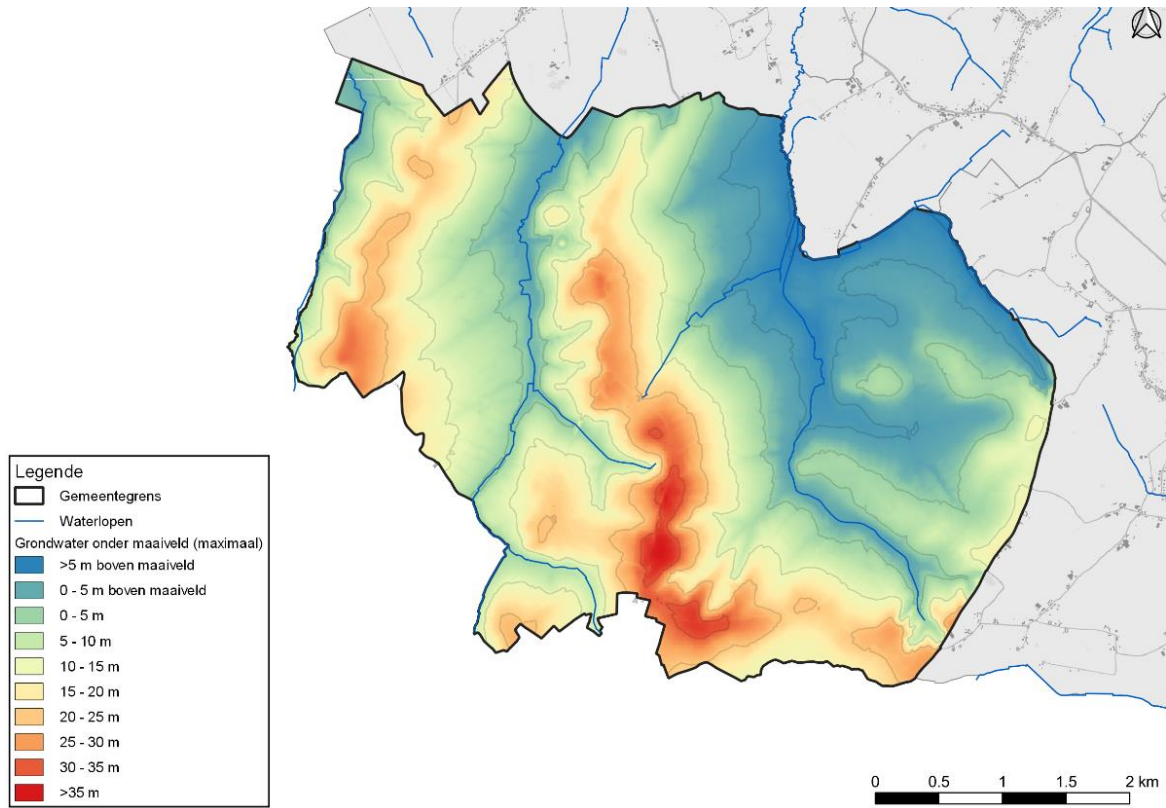 Legende
Gemeentegrens
Waterlopen
Grondwater onder maaiveld (maximaal)
>5 m boven maaiveld
0 - 5 m boven maaiveld
0 - 5 m
5 - 10 m
10 - 15 m
15 - 20 m
20 - 25 m
25 - 30 m
30 - 35 m
>35 m
0 0.5 1 1.5 2 km